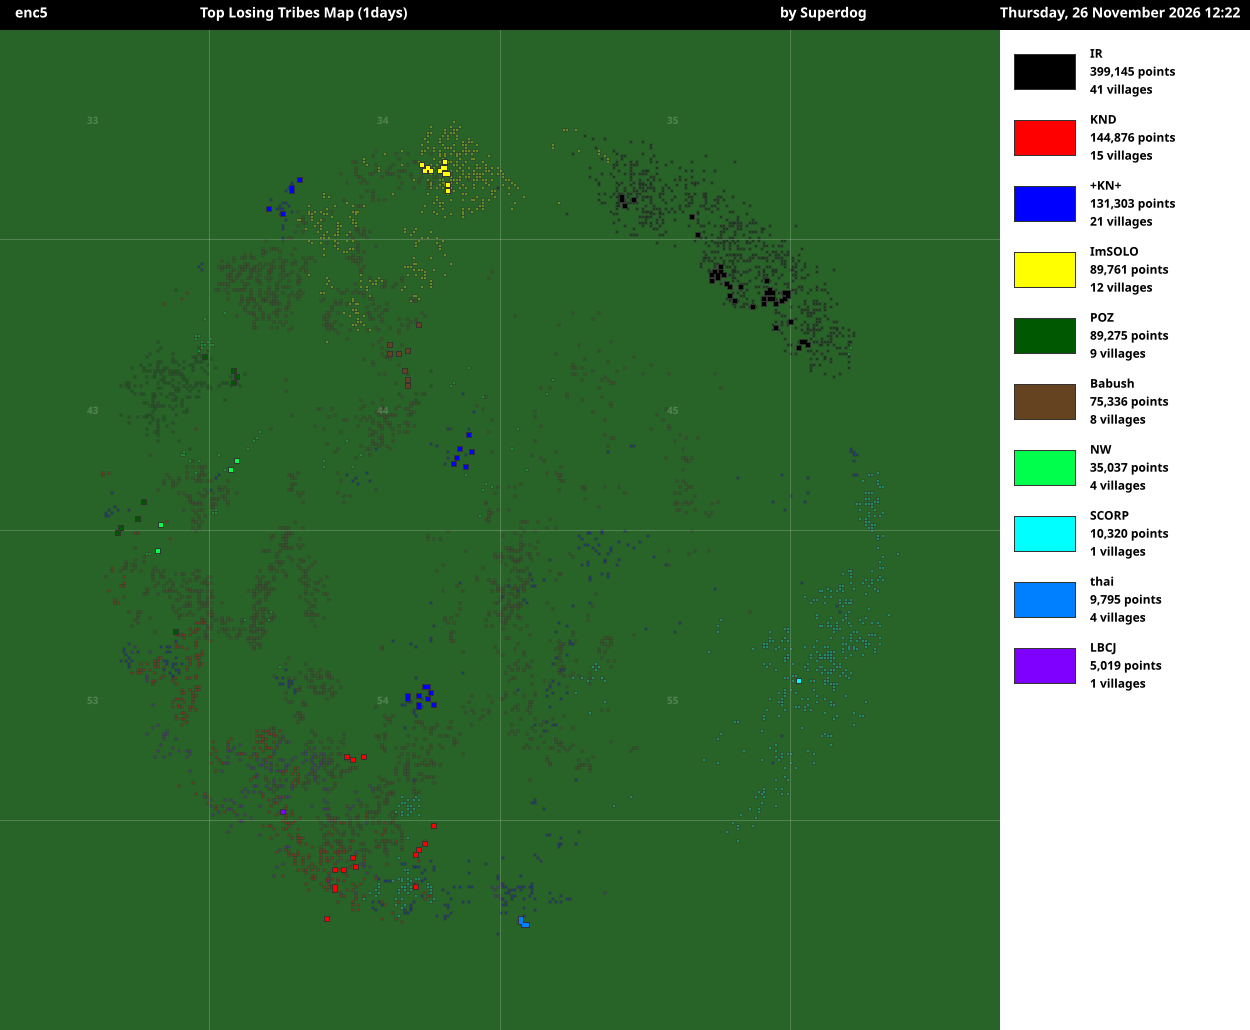 enc5 Top Losing Tribes Map (1days) by Superdog Thursday, 26 November 2026 12:22
IR
399,145 points
41 villages
KND
144,876 points
15 villages
+KN+
131,303 points
21 villages
ImSOLO
89,761 points
12 villages
POZ
89,275 points
9 villages
Babush
75,336 points
8 villages
NW
35,037 points
4 villages
SCORP
10,320 points
1 villages
thai
9,795 points
4 villages
LBCJ
5,019 points
1 villages
33 34 35
43 44 45
53 54 55